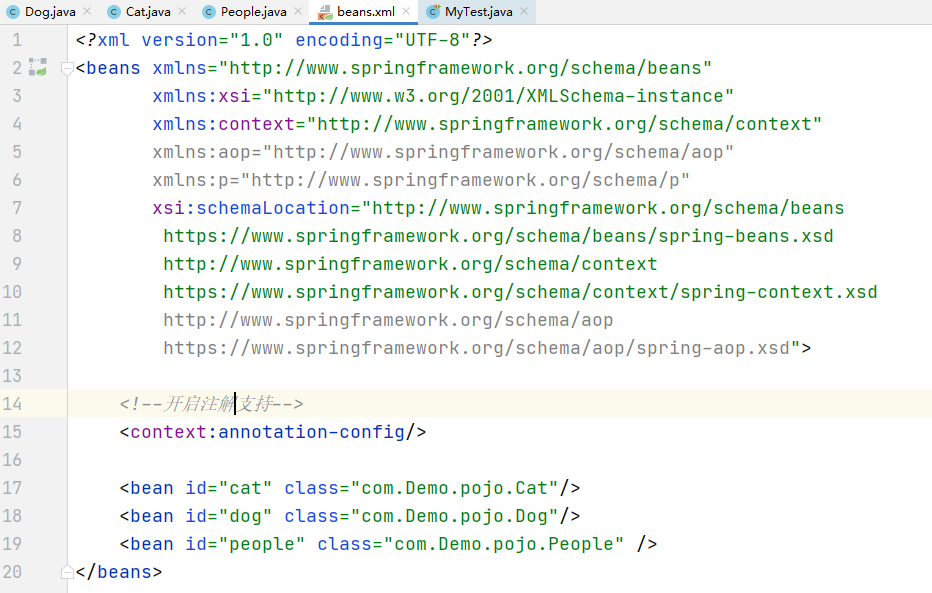 Dog.java Cat.java People.java beans.xml MyTest.java
1 <?xml version="1.0" encoding="UTF-8"?>
2 <beans xmlns="http://www.springframework.org/schema/beans"
3 xmlns:xsi="http://www.w3.org/2001/XMLSchema-instance"
4 xmlns:context="http://www.springframework.org/schema/context"
5 xmlns:aop="http://www.springframework.org/schema/aop"
6 xmlns:p="http://www.springframework.org/schema/p"
7 xsi:schemaLocation="http://www.springframework.org/schema/beans
8 https://www.springframework.org/schema/beans/spring-beans.xsd
9 http://www.springframework.org/schema/context
10 https://www.springframework.org/schema/context/spring-context.xsd
11 http://www.springframework.org/schema/aop
12 https://www.springframework.org/schema/aop/spring-aop.xsd">
13
14 <!--开启注解支持-->
15 <context:annotation-config/>
16
17 <bean id="cat" class="com.Demo.pojo.Cat"/>
18 <bean id="dog" class="com.Demo.pojo.Dog"/>
19 <bean id="people" class="com.Demo.pojo.People" />
20 </beans>